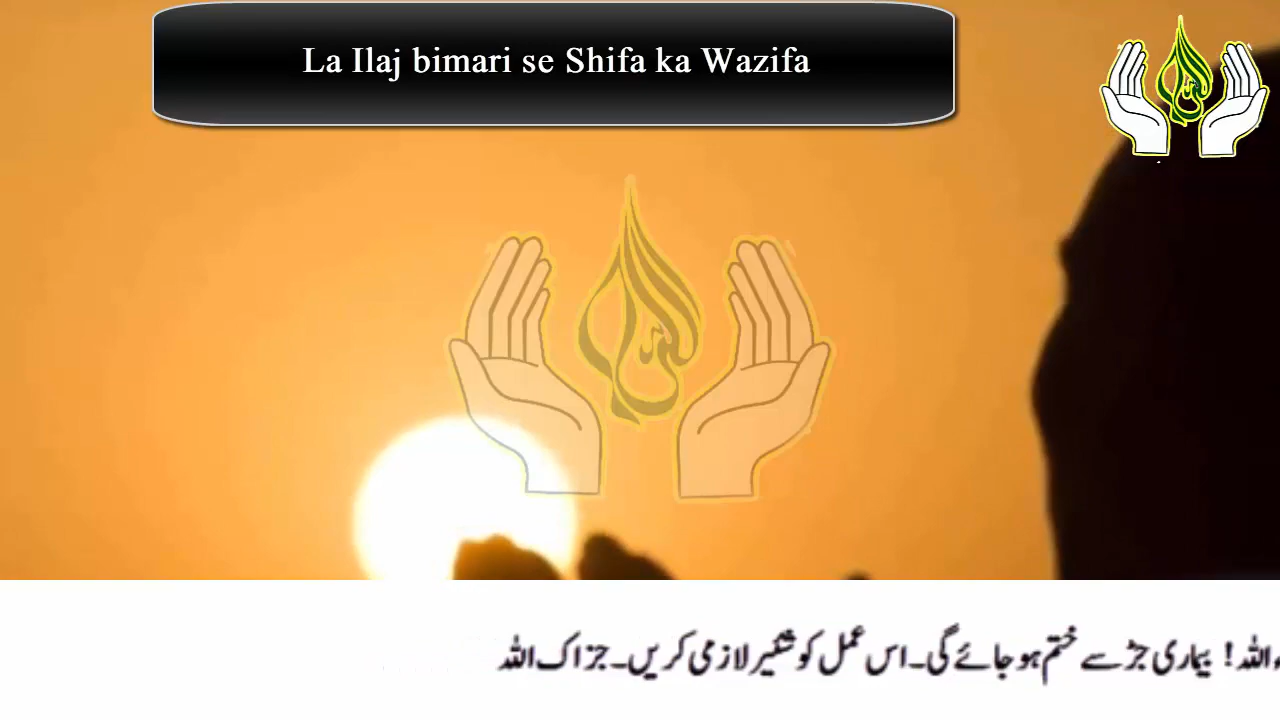 La Ilaj bimari se Shifa ka Wazifa
اللہ! بیماری جڑ سے ختم ہو جائے گی۔ اس عمل کو شئیر لازمی کریں۔ جزاک اللہ